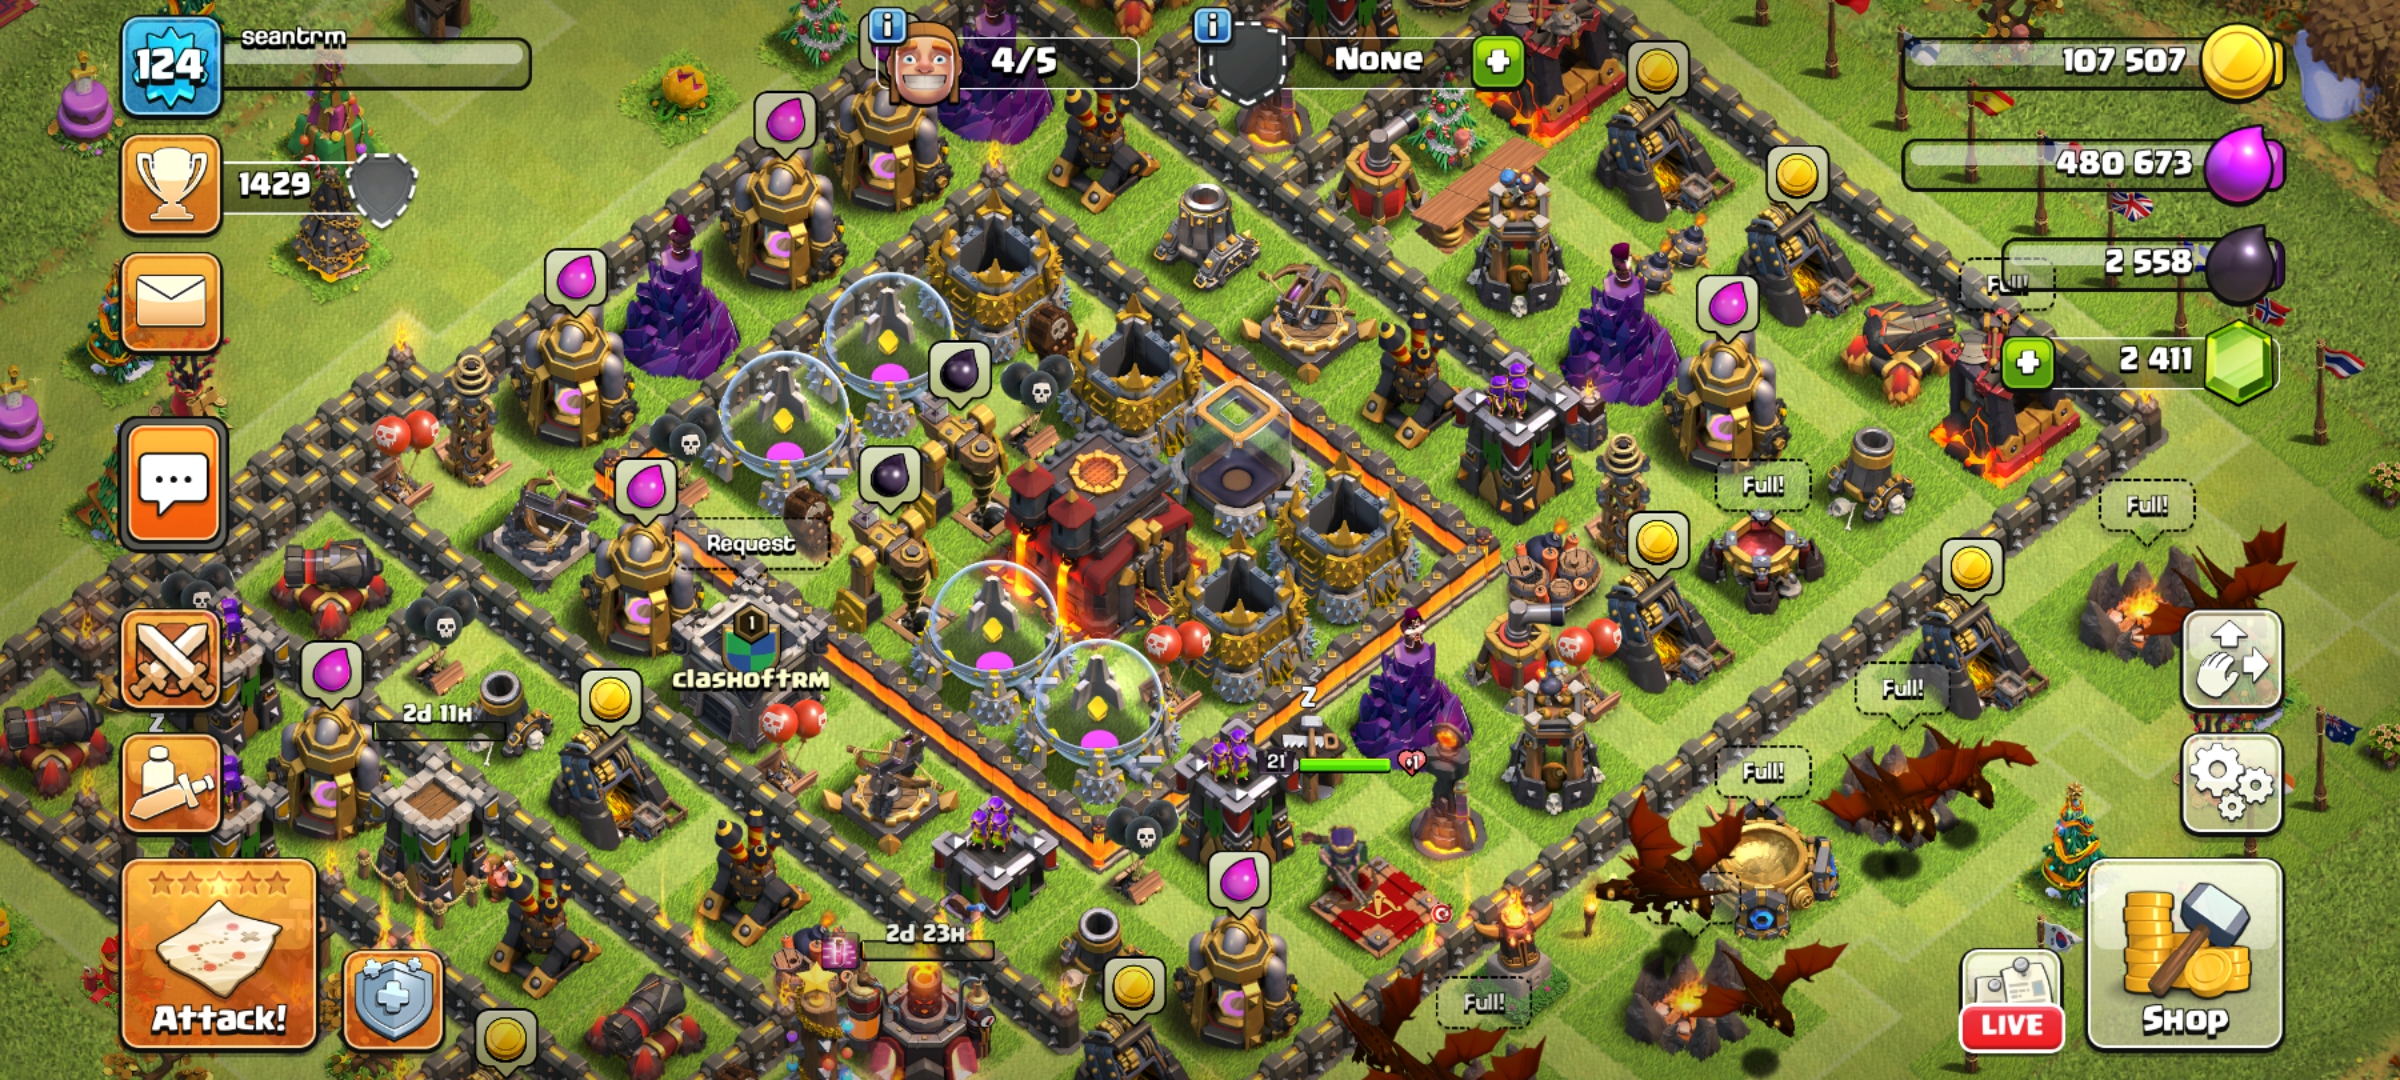 124
seantrm
4/5
None
107 507
1429
480 673
2 558
Full!
2 411
Full!
Full!
Request
1
clashoftRM
Full!
2d 11H
Z
Z
21
+1
Full!
2d 23H
Full!
Attack!
LIVE
Shop